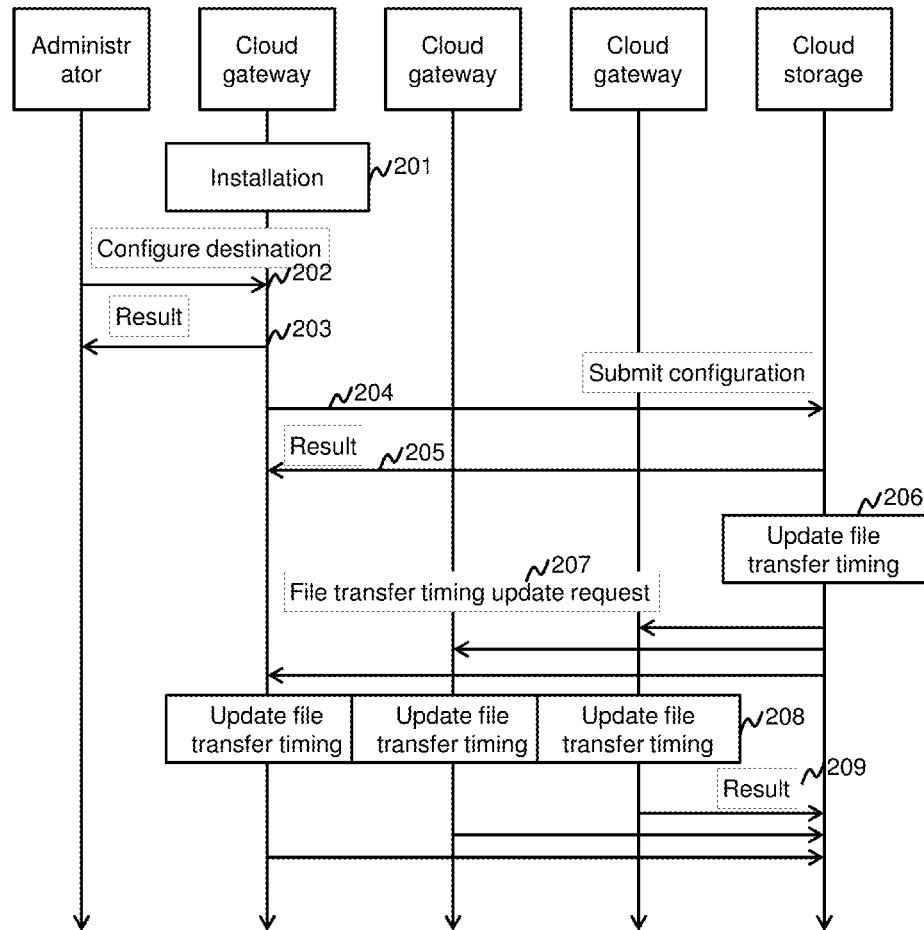 Administr
ator
Cloud
gateway
Cloud
gateway
Cloud
gateway
Cloud
storage
Installation
201
Configure destination
202
Result
203
Submit configuration
204
Result
205
206
Update file
transfer timing
207
File transfer timing update request
Update file
transfer timing
Update file
transfer timing
Update file
transfer timing
208
209
Result